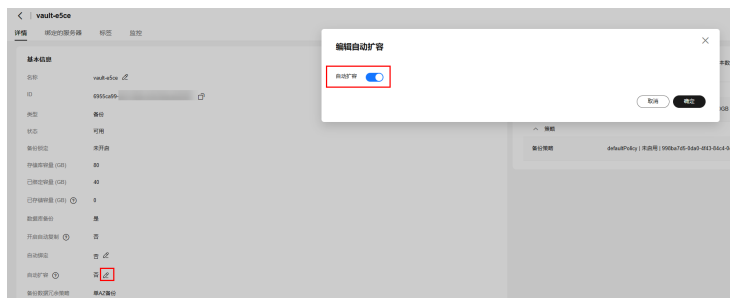 vault-e5ce
详情 绑定的服务器 标签 监控
基本信息
名称 vault-e5ce
ID 6955ca99-
类型 备份
状态 可用
备份锁定 未开启
存储库容量 (GB) 80
已绑定容量 (GB) 40
已存储容量 (GB) 0
数据库备份 是
开启自动复制 否
自动绑定 否
自动扩容 否
备份数据冗余策略 单AZ备份
编辑自动扩容
自动扩容
取消 确定
GB
策略
备份策略 defaultPolicy | 未启用 |